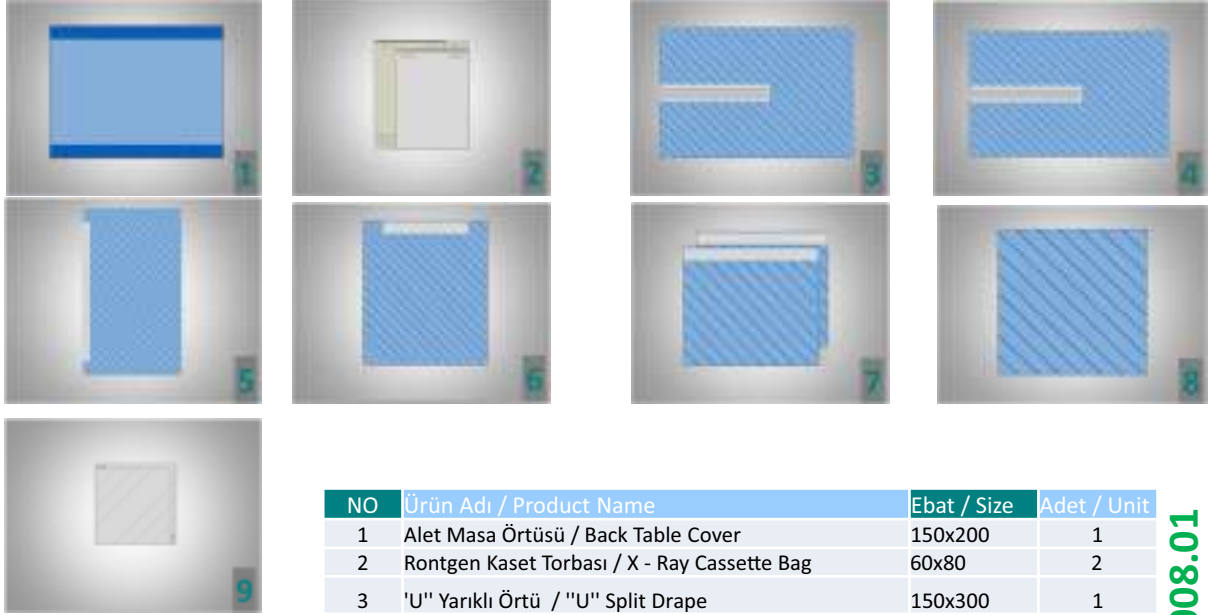 1
2
3
4
5
6
7
8
9
NO Ürün Adı / Product Name Ebat / Size Adet / Unit
1 Alet Masa Örtüsü / Back Table Cover 150x200 1
2 Rontgen Kaset Torbası / X - Ray Cassette Bag 60x80 2
3 'U'' Yarıklı Örtü / ''U'' Split Drape 150x300 1
008.01